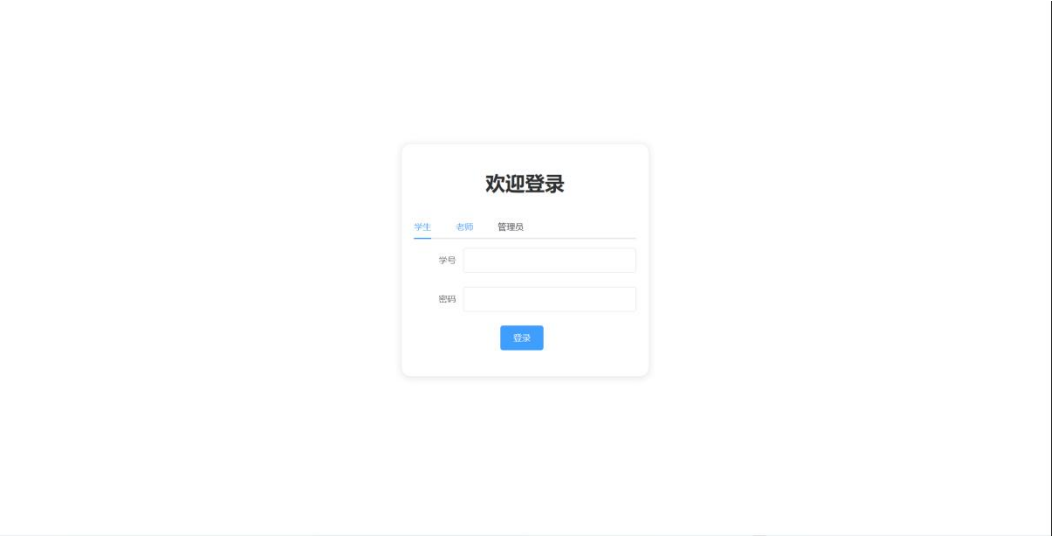 欢迎登录
学生 老师 管理员
学号
密码
登录